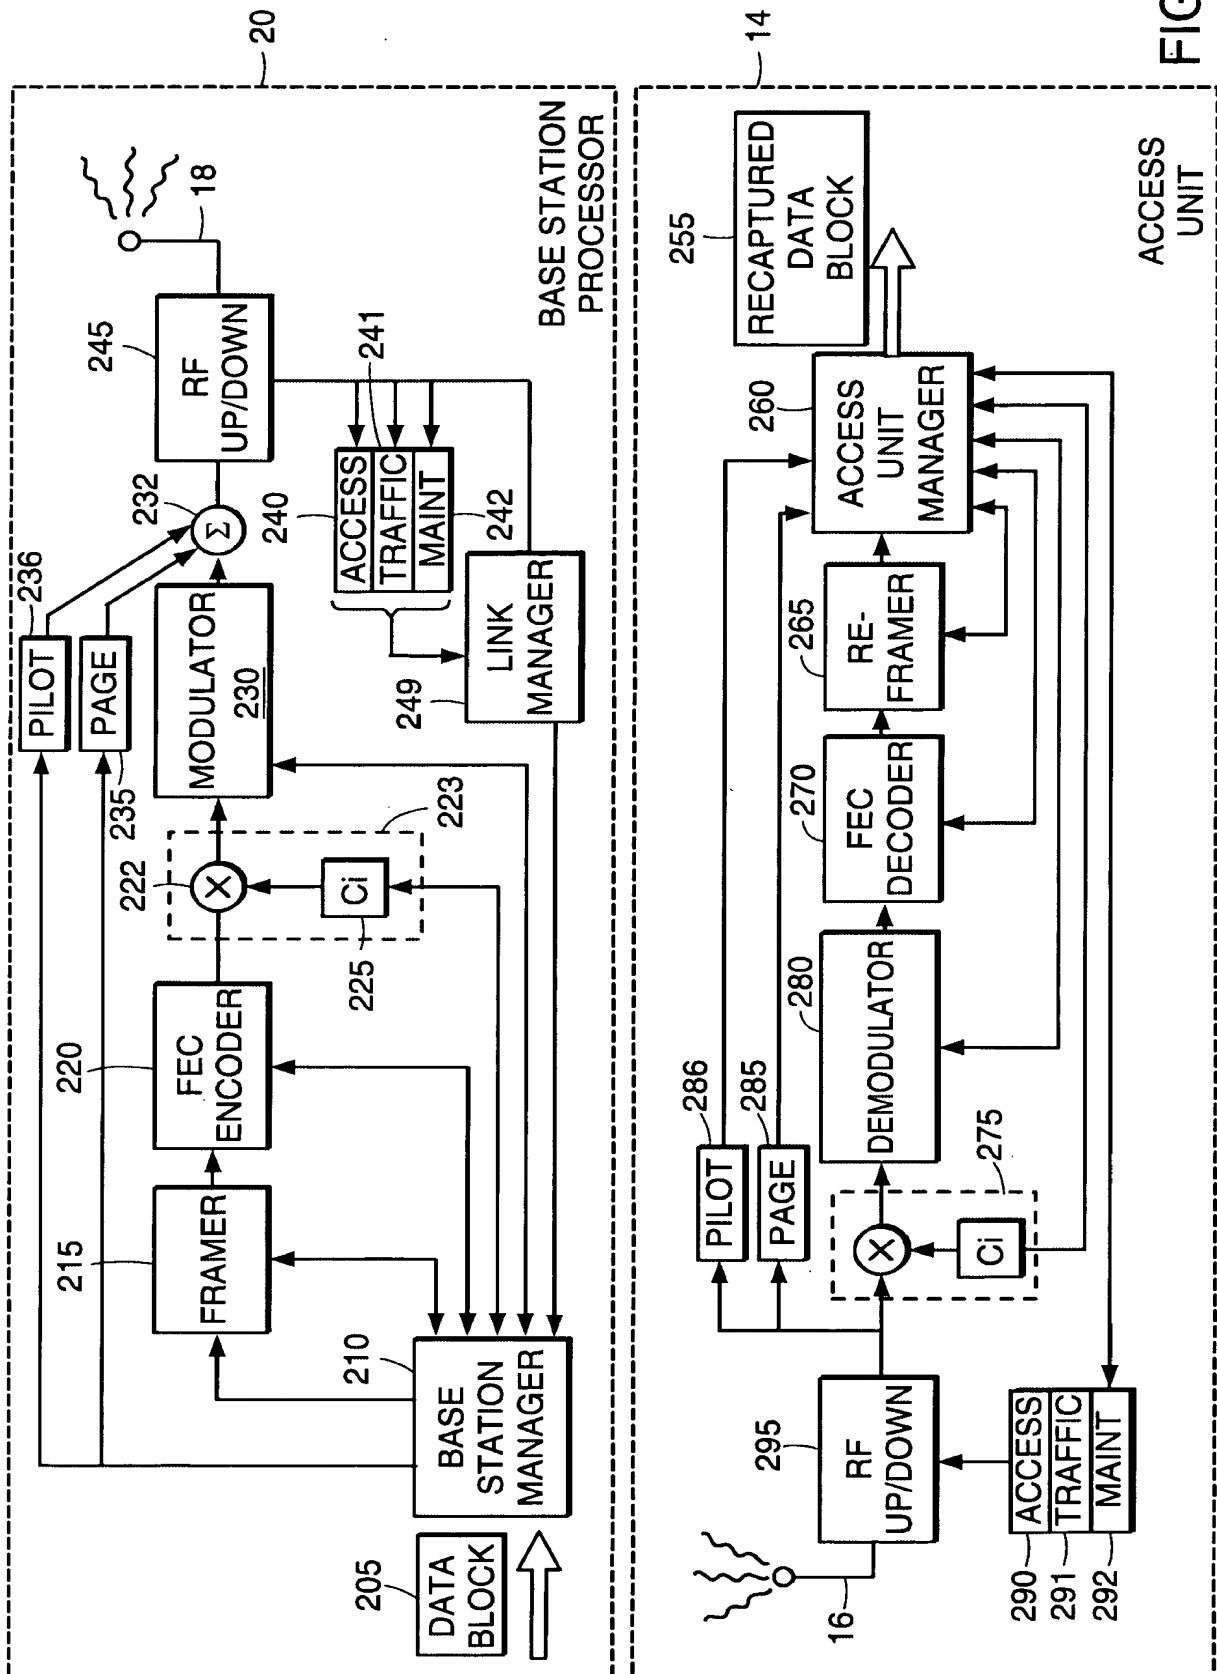 20
BASE STATION
PROCESSOR
18
245
RF
UP/DOWN
232
Σ
236
PILOT
PAGE
235
MODULATOR
230
240
241
242
ACCESS
TRAFFIC
MAINT
249
LINK
MANAGER
222
X
223
Ci
225
220
FEC
ENCODER
215
FRAMER
210
BASE
STATION
MANAGER
205
DATA
BLOCK
14
ACCESS
UNIT
255
RECAPTURED
DATA
BLOCK
260
ACCESS
UNIT
MANAGER
265
RE-
FRAMER
270
FEC
DECODER
280
DEMODULATOR
286
PILOT
285
PAGE
275
X
Ci
295
RF
UP/DOWN
16
290
291
292
ACCESS
TRAFFIC
MAINT
FIG